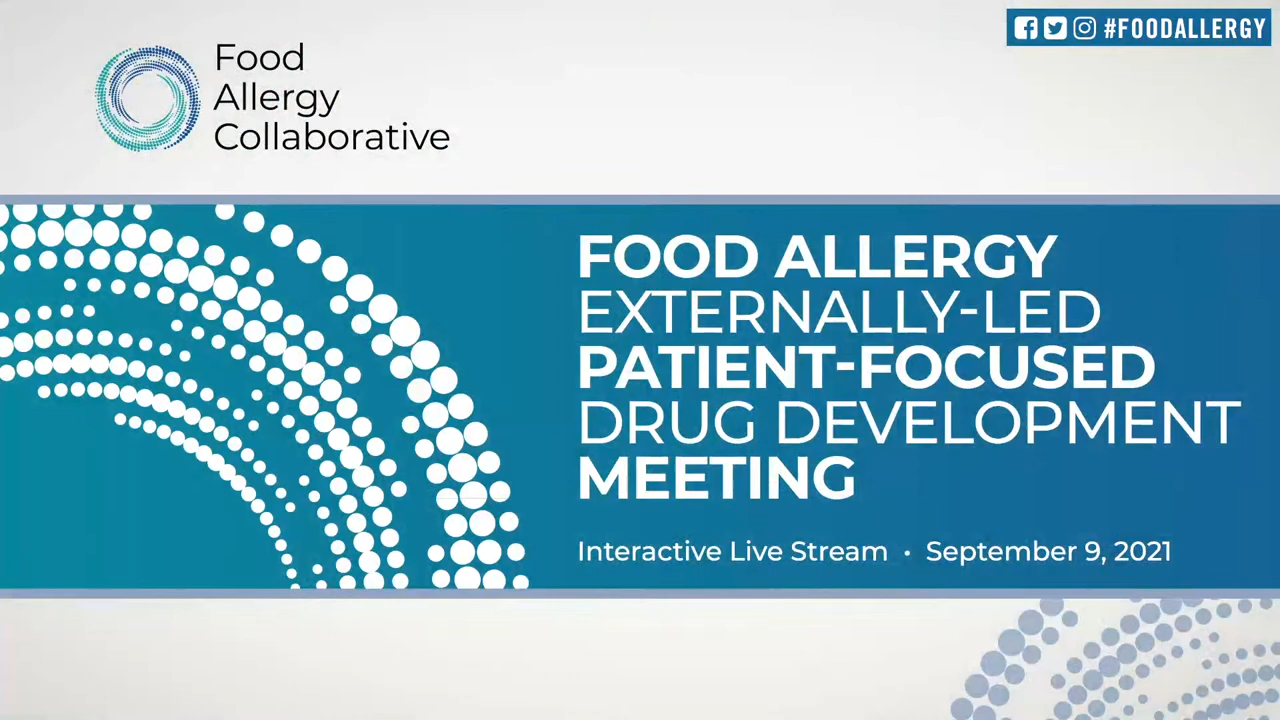 Food
Allergy
Collaborative
#FOODALLERGY
FOOD ALLERGY
EXTERNALLY-LED
PATIENT-FOCUSED
DRUG DEVELOPMENT
MEETING
Interactive Live Stream • September 9, 2021